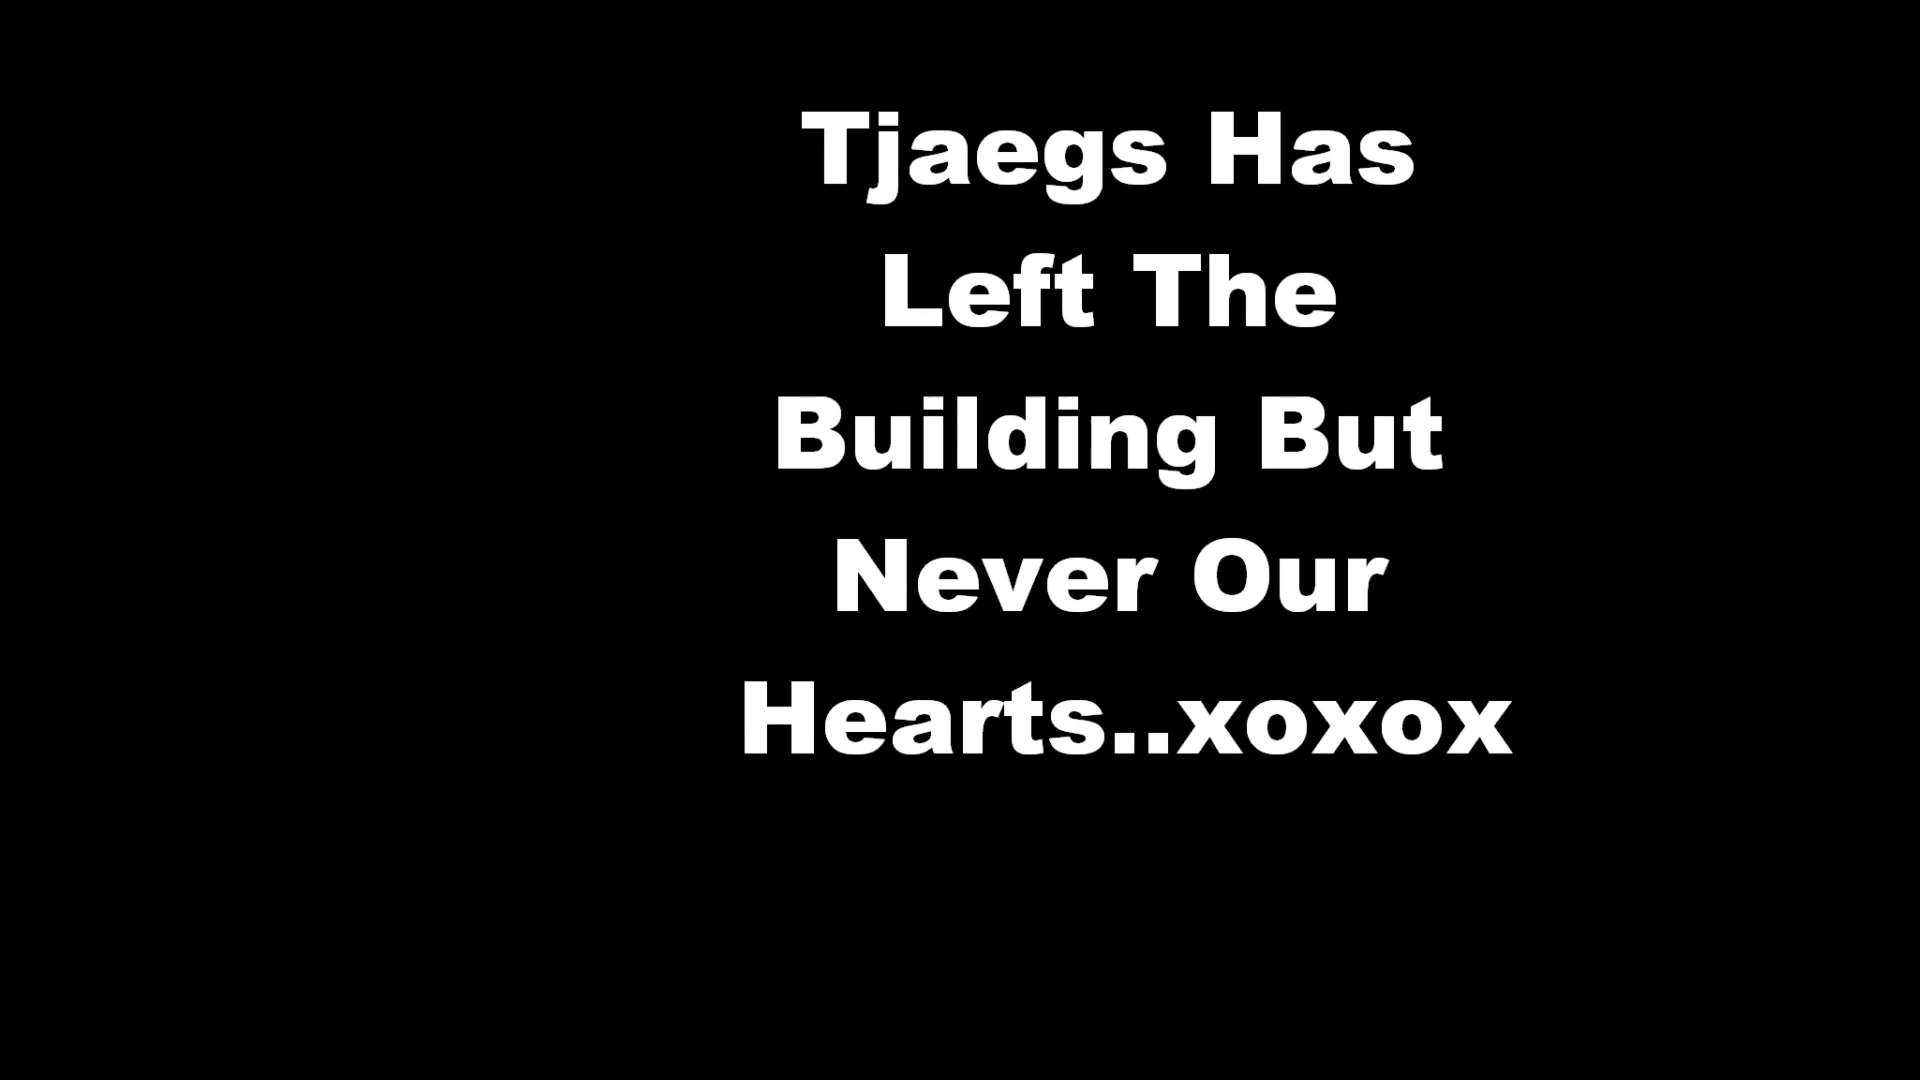 Tjaegs Has
Left The
Building But
Never Our
Hearts..xoxox